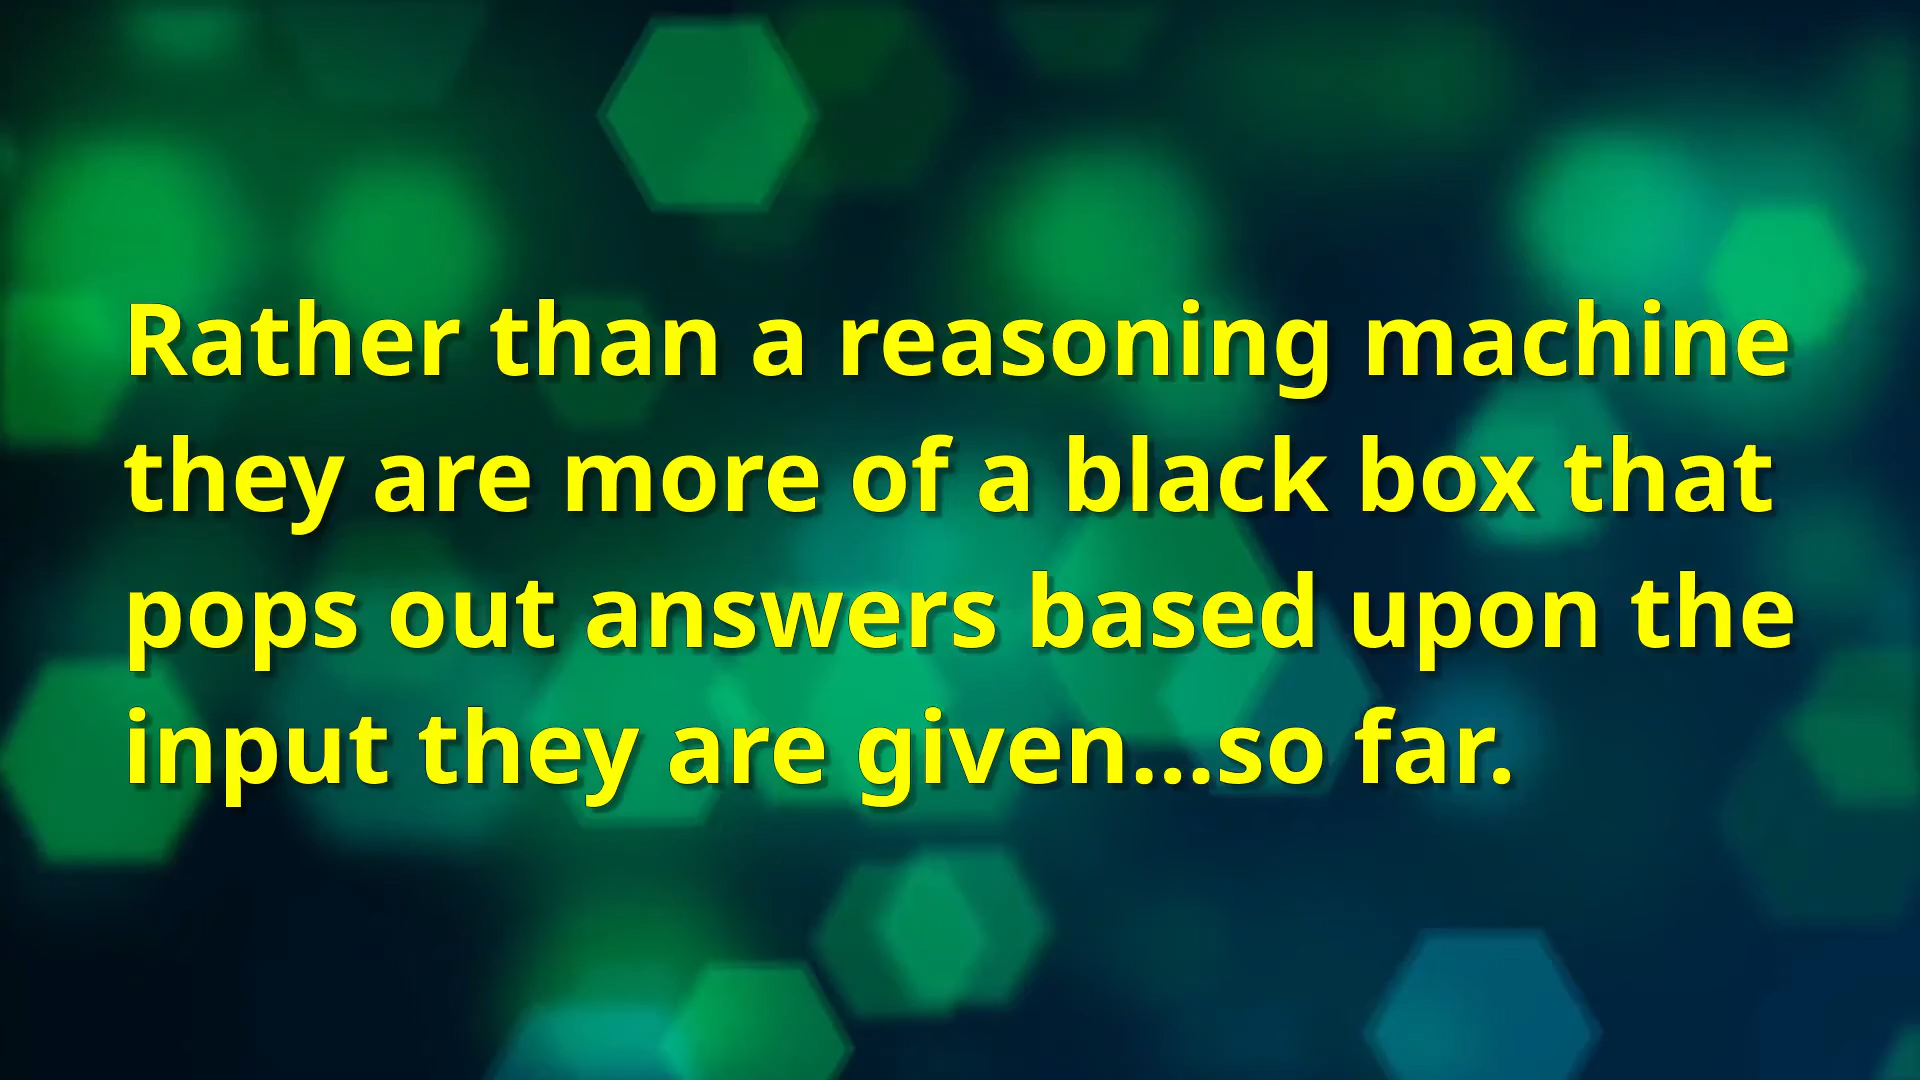 Rather than a reasoning machine
they are more of a black box that
pops out answers based upon the
input they are given...so far.